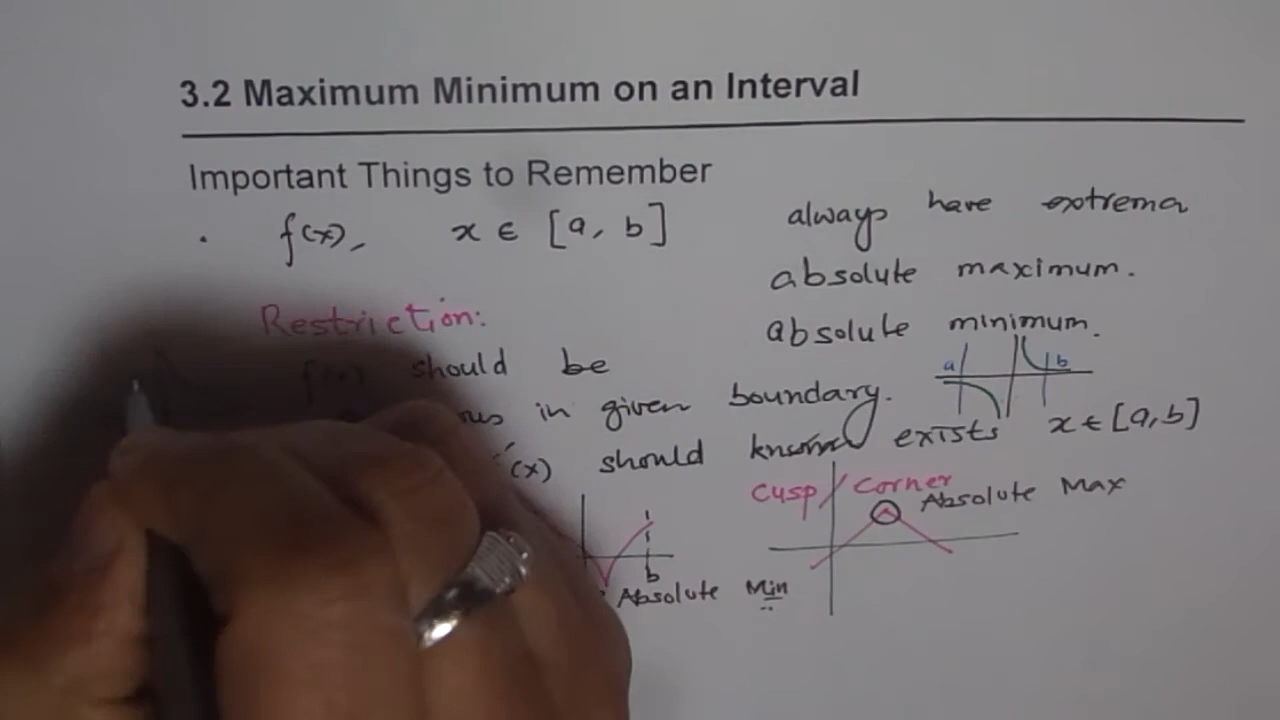 3.2 Maximum Minimum on an Interval
Important Things to Remember
. f(x), x ∈ [a, b] always have extrema
absolute maximum.
Restriction: absolute minimum.
f(x) should be
in given boundary.
a b
(x) should exists x ∈ [a,b]
cusp/corner
Absolute Max
b
Absolute Min